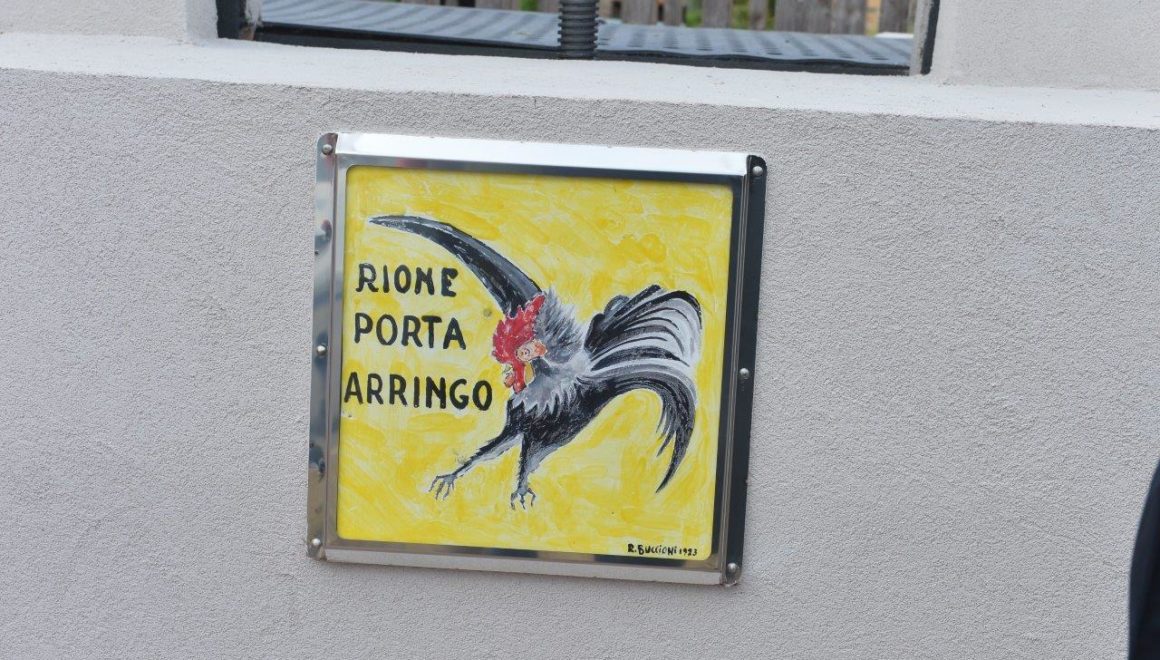 RIONE
PORTA
ARRINGO
R. BUCCIONI 1993